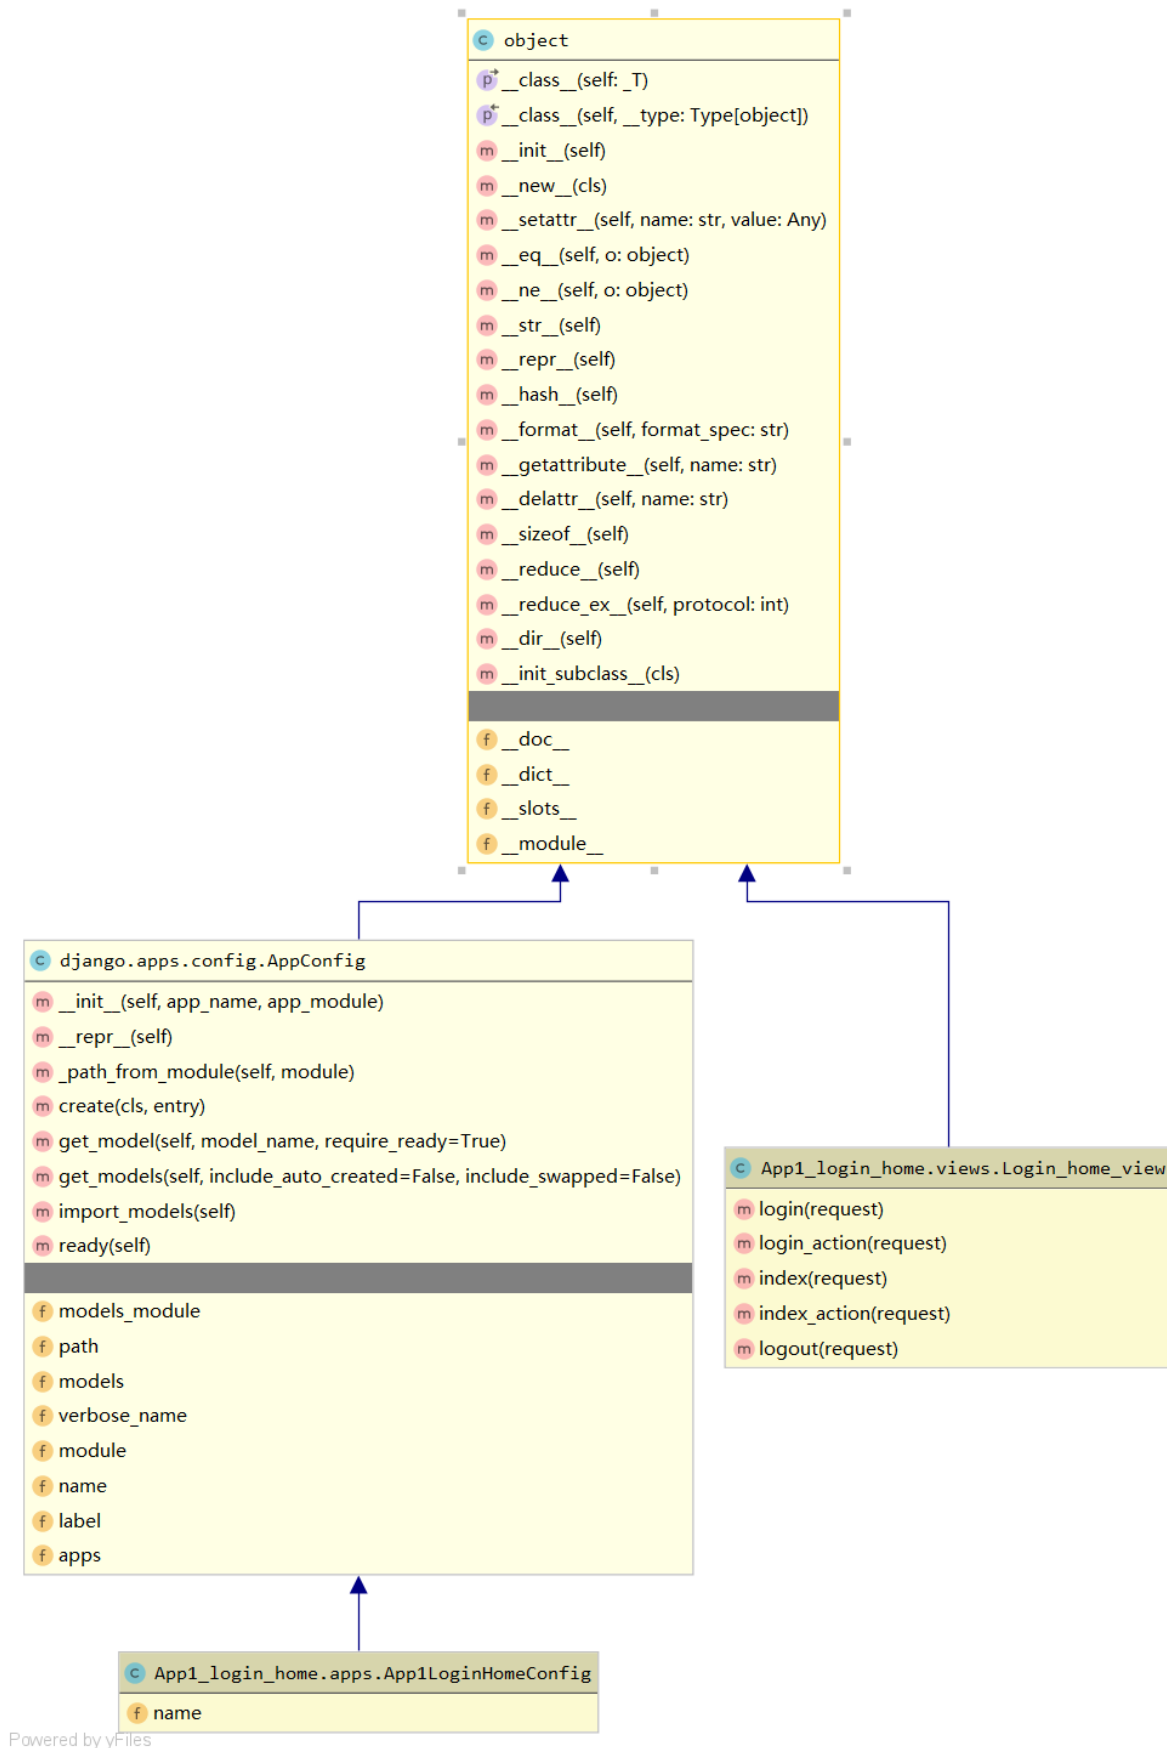 object
__class__(self: _T)
__class__(self, __type: Type[object])
__init__(self)
__new__(cls)
__setattr__(self, name: str, value: Any)
__eq__(self, o: object)
__ne__(self, o: object)
__str__(self)
__repr__(self)
__hash__(self)
__format__(self, format_spec: str)
__getattribute__(self, name: str)
__delattr__(self, name: str)
__sizeof__(self)
__reduce__(self)
__reduce_ex__(self, protocol: int)
__dir__(self)
__init_subclass__(cls)
__doc__
__dict__
__slots__
__module__
django.apps.config.AppConfig
__init__(self, app_name, app_module)
__repr__(self)
_path_from_module(self, module)
create(cls, entry)
get_model(self, model_name, require_ready=True)
get_models(self, include_auto_created=False, include_swapped=False)
import_models(self)
ready(self)
models_module
path
models
verbose_name
module
name
label
apps
App1_login_home.views.Login_home_view
login(request)
login_action(request)
index(request)
index_action(request)
logout(request)
App1_login_home.apps.App1LoginHomeConfig
name
Powered by yFiles